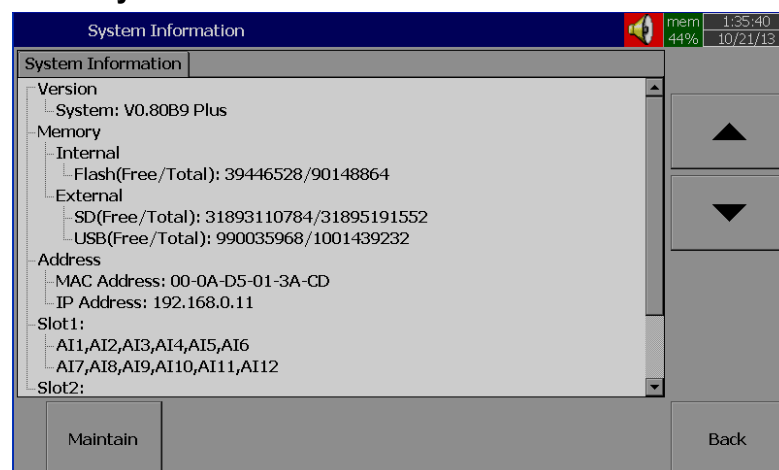 System Information
mem 1:35:40
44% 10/21/13
System Information
Version
System: V0.80B9 Plus
Memory
Internal
Flash(Free/Total): 39446528/90148864
External
SD(Free/Total): 31893110784/31895191552
USB(Free/Total): 990035968/1001439232
Address
MAC Address: 00-0A-D5-01-3A-CD
IP Address: 192.168.0.11
Slot1:
AI1,AI2,AI3,AI4,AI5,AI6
AI7,AI8,AI9,AI10,AI11,AI12
Slot2:
Maintain
Back